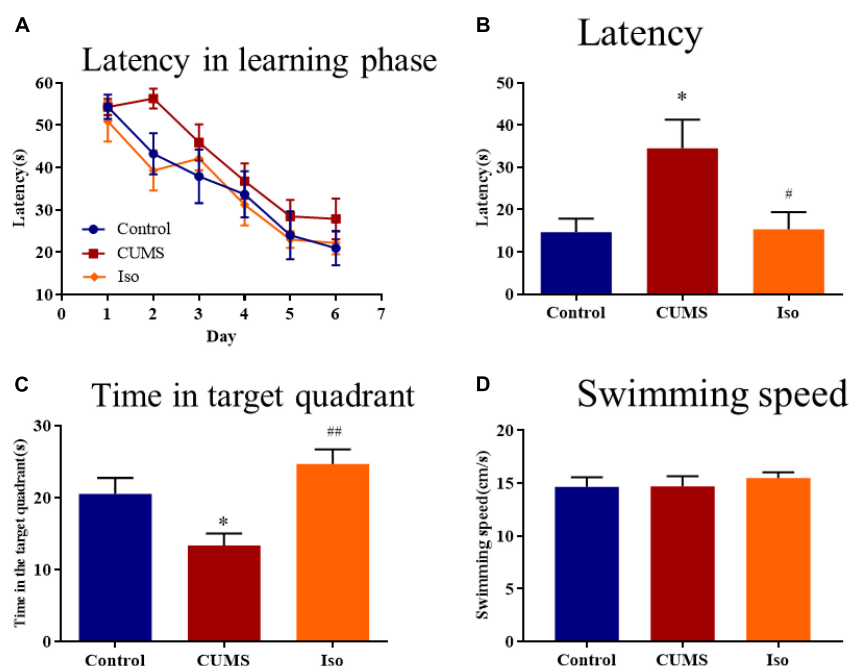 A
Latency in learning phase
Latency(s)
60
50
40
30
20
10
Control
CUMS
Iso
0 1 2 3 4 5 6 7
Day
B
Latency
Latency(s)
50
40
30
20
10
0
*
#
Control CUMS Iso
C
Time in target quadrant
Time in the target quadrant(s)
30
20
10
0
*
##
Control CUMS Iso
D
Swimming speed
Swimming speed(cm/s)
20
15
10
5
0
Control CUMS Iso